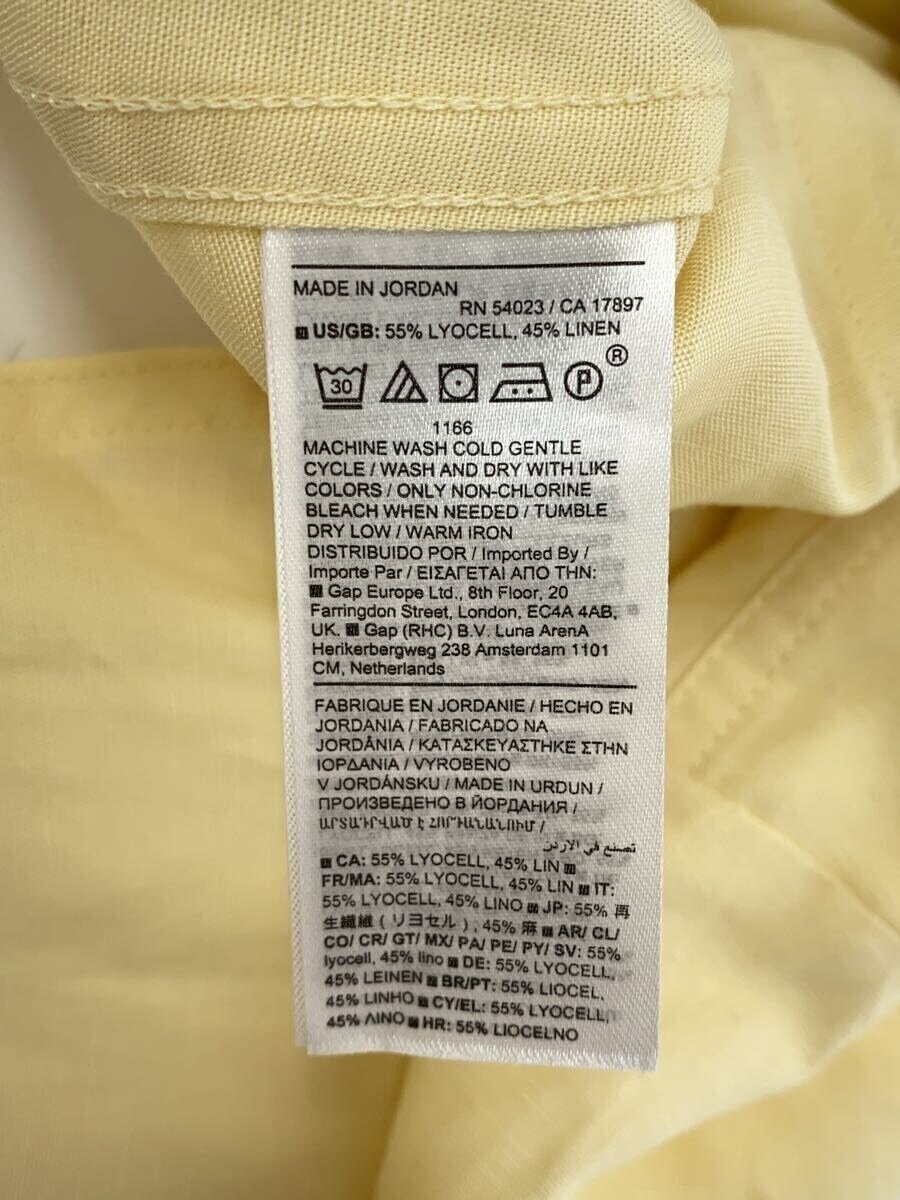 MADE IN JORDAN
RN 54023 / CA 17897
US/GB: 55% LYOCELL, 45% LINEN
30 P ®
1166
MACHINE WASH COLD GENTLE
CYCLE / WASH AND DRY WITH LIKE
COLORS / ONLY NON-CHLORINE
BLEACH WHEN NEEDED / TUMBLE
DRY LOW / WARM IRON
DISTRIBUIDO POR / Imported By /
Importe Par / ΕΙΣΑΓΕΤΑΙ ΑΠΟ ΤΗΝ:
Gap Europe Ltd., 8th Floor, 20
Farringdon Street, London, EC4A 4AB,
UK. Gap (RHC) B.V. Luna ArenA
Herikerbergweg 238 Amsterdam 1101
CM, Netherlands
FABRIQUE EN JORDANIE / HECHO EN
JORDANIA / FABRICADO NA
JORDÂNIA / ΚΑΤΑΣΚΕΥΑΣΤΗΚΕ ΣΤΗΝ
ΙΟΡΔΑΝΙΑ / VYROBENO
V JORDÁNSKU / MADE IN URDUN /
ПРОИЗВЕДЕНО В ЙОРДАНИЯ /
ԱՐՏԱԴՐՎԱԾ Է ՀՈՐԴԱՆԱՆՈՒՄ /
تصنع في الاردن
CA: 55% LYOCELL, 45% LIN
FR/MA: 55% LYOCELL, 45% LIN IT:
55% LYOCELL, 45% LINO JP: 55% 再
生繊維 (リヨセル), 45% 麻 AR/ CL/
CO/ CR/ GT/ MX/ PA/ PE/ PY/ SV: 55%
lyocell, 45% lino DE: 55% LYOCELL,
45% LEINEN BR/PT: 55% LIOCEL,
45% LINHO CY/EL: 55% LYOCELL,
45% ΛΙΝΟ HR: 55% LIOCELNO